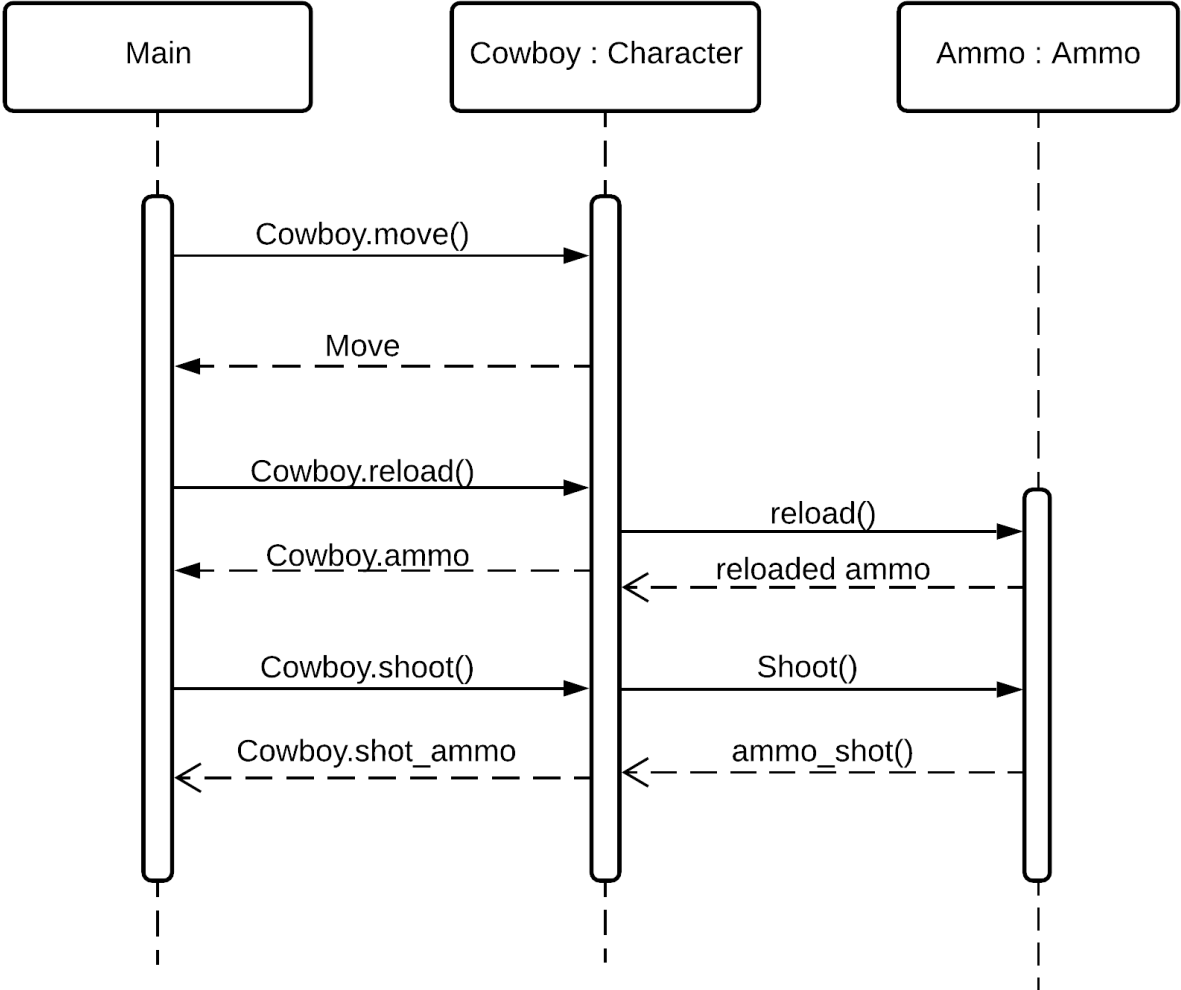 Main
Cowboy : Character
Ammo : Ammo
Cowboy.move()
Move
Cowboy.reload()
reload()
Cowboy.ammo
reloaded ammo
Cowboy.shoot()
Shoot()
Cowboy.shot_ammo
ammo_shot()